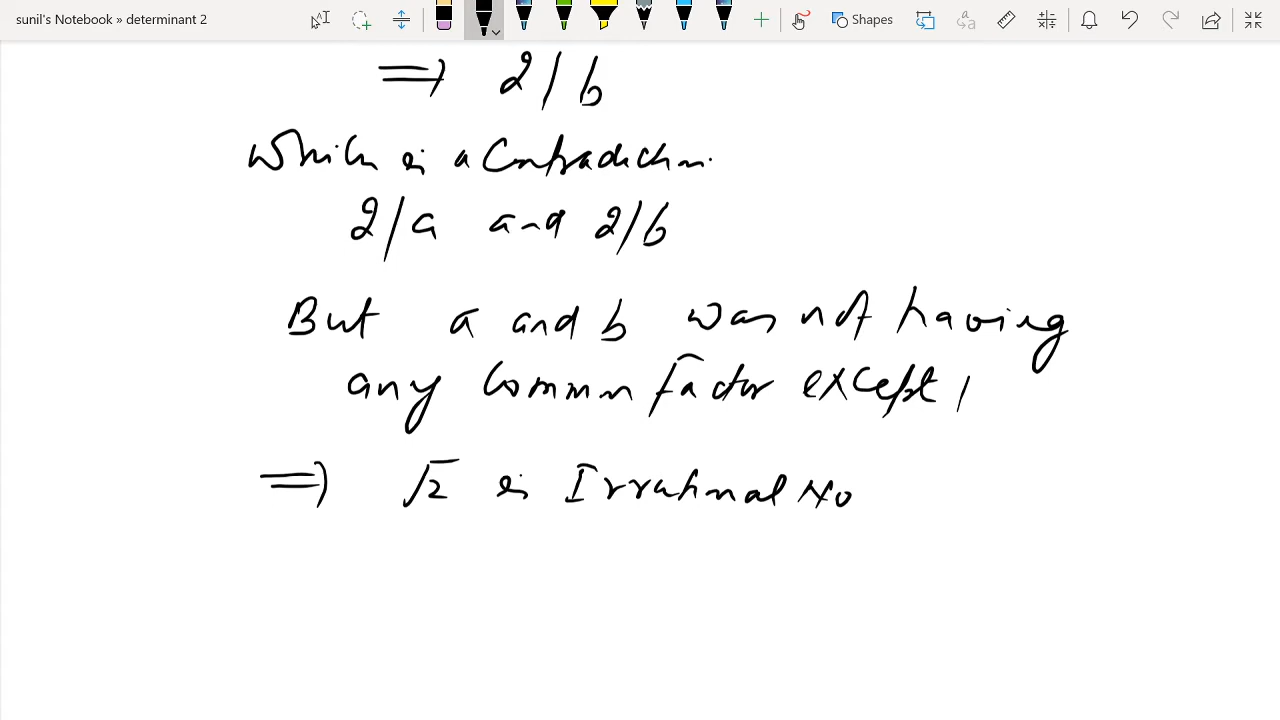 sunil's Notebook » determinant 2
Shapes
=> 2/b
which is a Contradiction.
2/a and 2/b
But a and b was not having
any Common Factor except 1
=> √2 is Irrational No